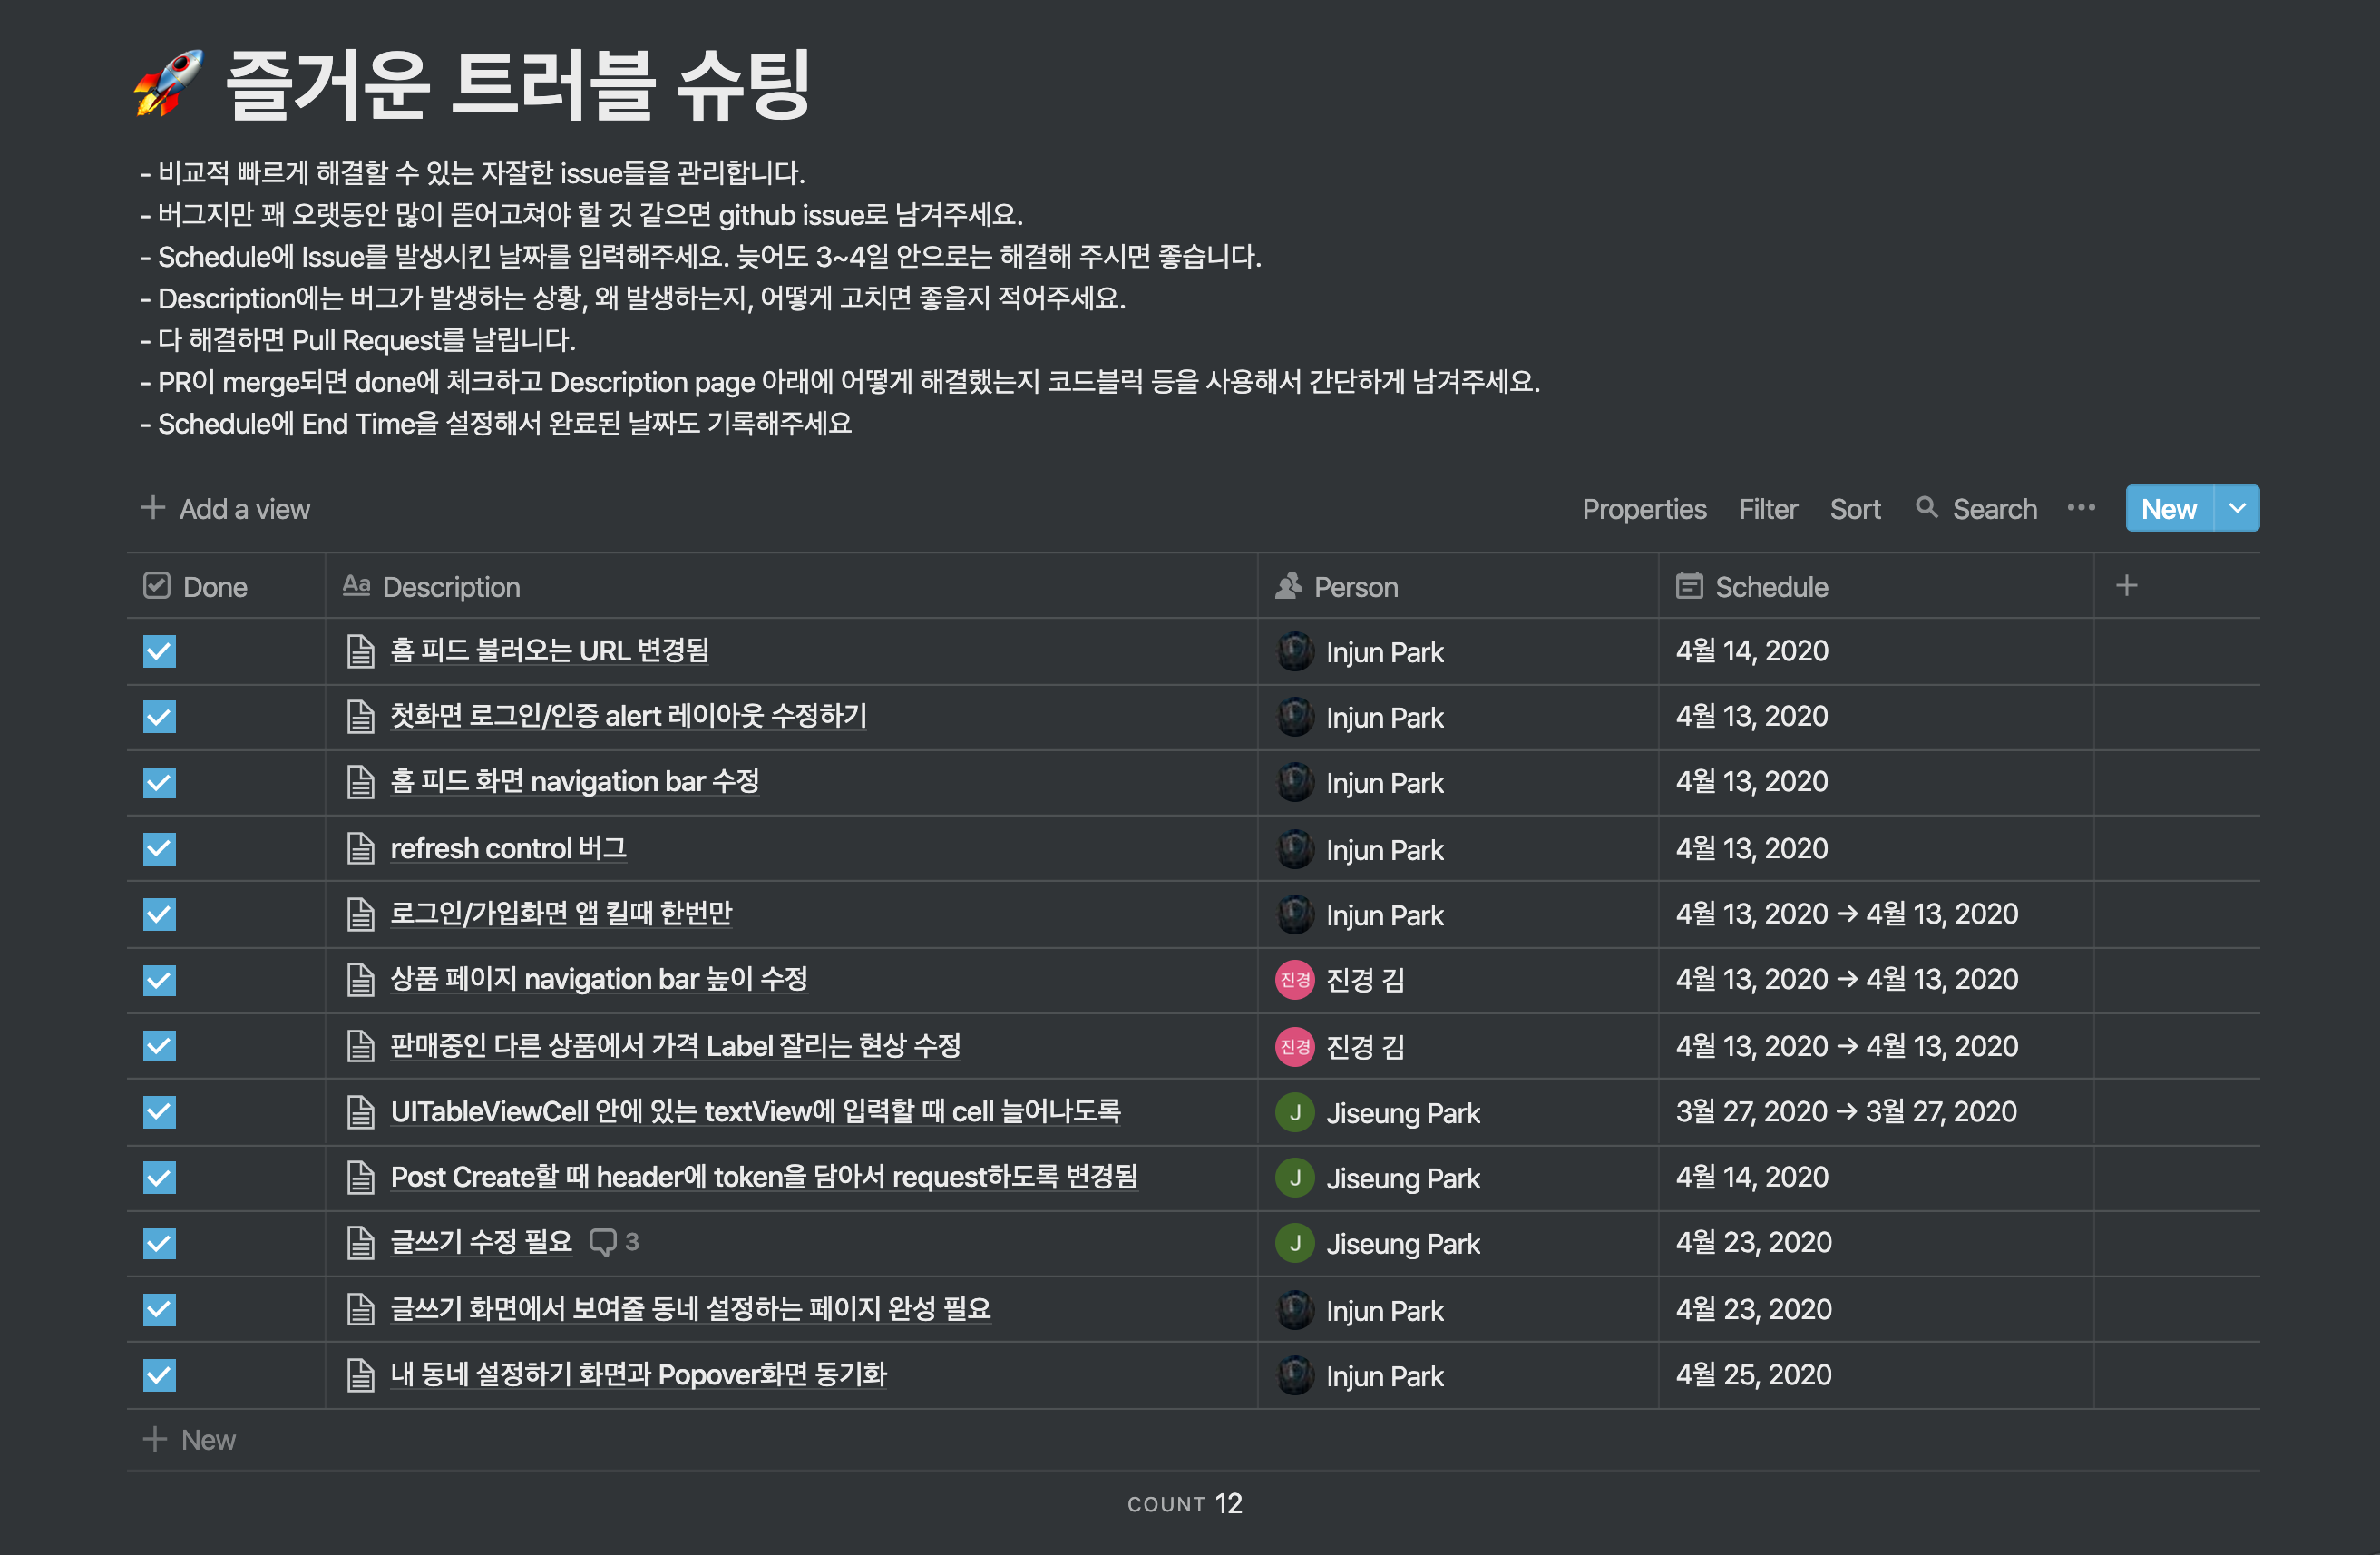 🚀 즐거운 트러블 슈팅
- 비교적 빠르게 해결할 수 있는 자잘한 issue들을 관리합니다.
- 버그지만 꽤 오랫동안 많이 뜯어고쳐야 할 것 같으면 github issue로 남겨주세요.
- Schedule에 Issue를 발생시킨 날짜를 입력해주세요. 늦어도 3~4일 안으로는 해결해 주시면 좋습니다.
- Description에는 버그가 발생하는 상황, 왜 발생하는지, 어떻게 고치면 좋을지 적어주세요.
- 다 해결하면 Pull Request를 날립니다.
- PR이 merge되면 done에 체크하고 Description page 아래에 어떻게 해결했는지 코드블럭 등을 사용해서 간단하게 남겨주세요.
- Schedule에 End Time을 설정해서 완료된 날짜도 기록해주세요
+ Add a view Properties Filter Sort Search ••• New
Done Aa Description Person Schedule +
홈 피드 불러오는 URL 변경됨 Injun Park 4월 14, 2020
첫화면 로그인/인증 alert 레이아웃 수정하기 Injun Park 4월 13, 2020
홈 피드 화면 navigation bar 수정 Injun Park 4월 13, 2020
refresh control 버그 Injun Park 4월 13, 2020
로그인/가입화면 앱 킬때 한번만 Injun Park 4월 13, 2020 → 4월 13, 2020
상품 페이지 navigation bar 높이 수정 진경 진경 김 4월 13, 2020 → 4월 13, 2020
판매중인 다른 상품에서 가격 Label 잘리는 현상 수정 진경 진경 김 4월 13, 2020 → 4월 13, 2020
UITableViewCell 안에 있는 textView에 입력할 때 cell 늘어나도록 J Jiseung Park 3월 27, 2020 → 3월 27, 2020
Post Create할 때 header에 token을 담아서 request하도록 변경됨 J Jiseung Park 4월 14, 2020
글쓰기 수정 필요 3 J Jiseung Park 4월 23, 2020
글쓰기 화면에서 보여줄 동네 설정하는 페이지 완성 필요 Injun Park 4월 23, 2020
내 동네 설정하기 화면과 Popover화면 동기화 Injun Park 4월 25, 2020
+ New
COUNT 12